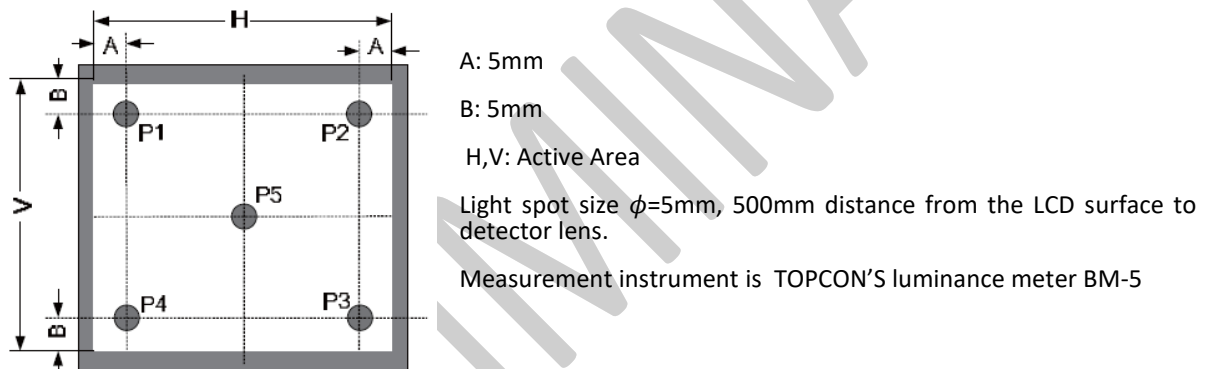 H
A
A
B
P1
P2
V
P5
P4
P3
B
A: 5mm
B: 5mm
H,V: Active Area
Light spot size ϕ=5mm, 500mm distance from the LCD surface to
detector lens.
Measurement instrument is TOPCON'S luminance meter BM-5
MINA